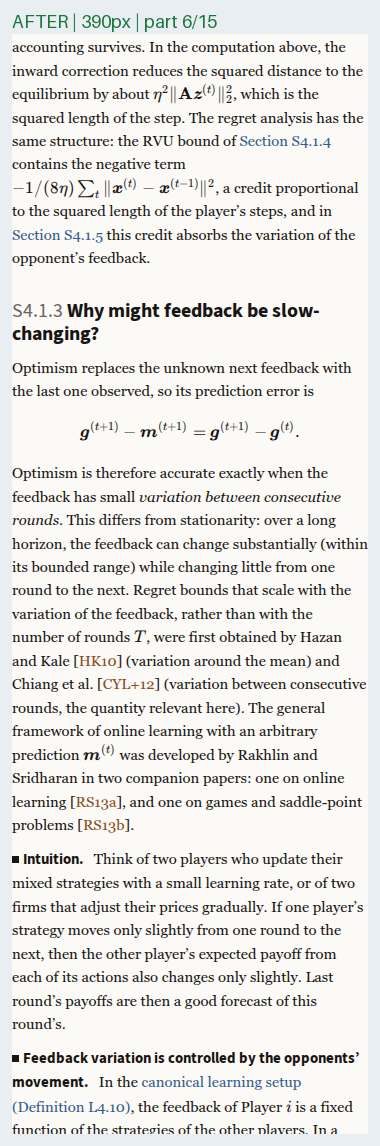 AFTER | 390px | part 6/15
accounting survives. In the computation above, the
inward correction reduces the squared distance to the
equilibrium by about η²‖Az⁽ᵗ⁾‖₂², which is the
squared length of the step. The regret analysis has the
same structure: the RVU bound of Section S4.1.4
contains the negative term
−1/(8η) ∑ₜ ‖x⁽ᵗ⁾ − x⁽ᵗ⁻¹⁾‖², a credit proportional
to the squared length of the player's steps, and in
Section S4.1.5 this credit absorbs the variation of the
opponent's feedback.
S4.1.3 Why might feedback be slow-
changing?
Optimism replaces the unknown next feedback with
the last one observed, so its prediction error is
g⁽ᵗ⁺¹⁾ − m⁽ᵗ⁺¹⁾ = g⁽ᵗ⁺¹⁾ − g⁽ᵗ⁾.
Optimism is therefore accurate exactly when the
feedback has small variation between consecutive
rounds. This differs from stationarity: over a long
horizon, the feedback can change substantially (within
its bounded range) while changing little from one
round to the next. Regret bounds that scale with the
variation of the feedback, rather than with the
number of rounds T, were first obtained by Hazan
and Kale [HK10] (variation around the mean) and
Chiang et al. [CYL+12] (variation between consecutive
rounds, the quantity relevant here). The general
framework of online learning with an arbitrary
prediction m⁽ᵗ⁾ was developed by Rakhlin and
Sridharan in two companion papers: one on online
learning [RS13a], and one on games and saddle-point
problems [RS13b].
■ Intuition. Think of two players who update their
mixed strategies with a small learning rate, or of two
firms that adjust their prices gradually. If one player's
strategy moves only slightly from one round to the
next, then the other player's expected payoff from
each of its actions also changes only slightly. Last
round's payoffs are then a good forecast of this
round's.
■ Feedback variation is controlled by the opponents'
movement. In the canonical learning setup
(Definition L4.10), the feedback of Player i is a fixed
function of the strategies of the other players. In a